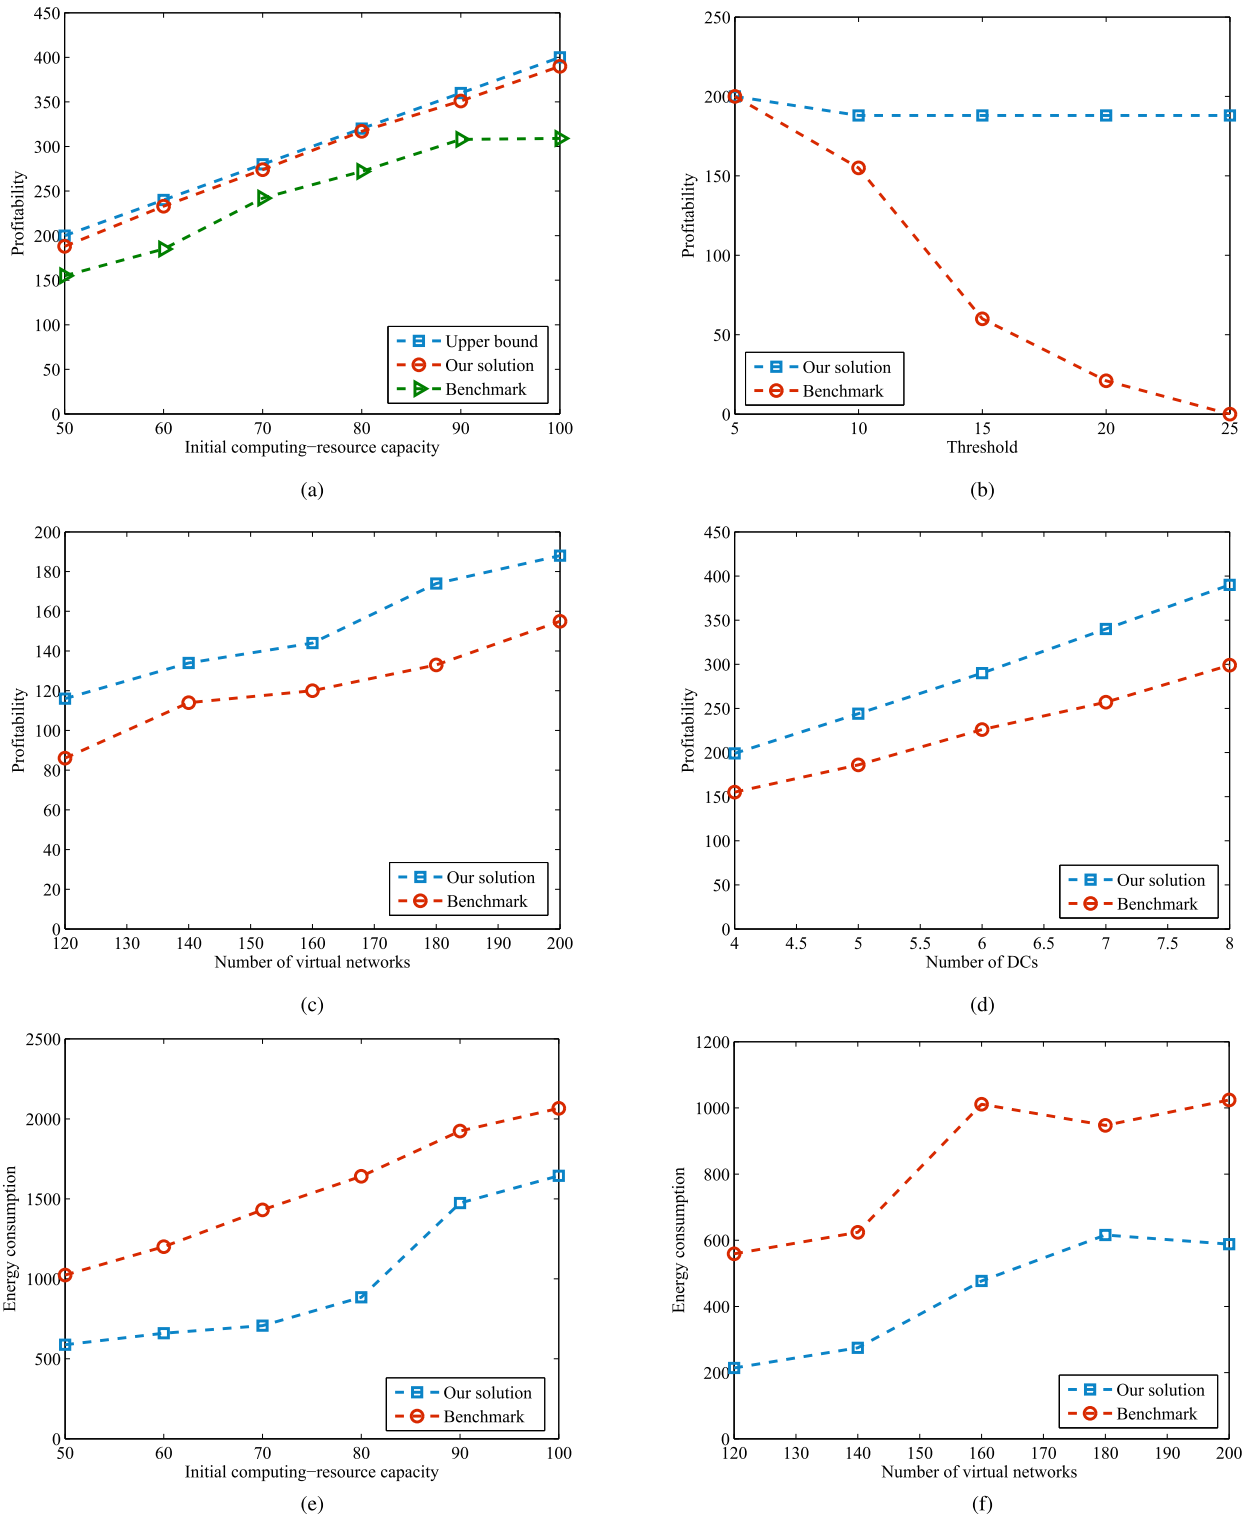 450
400
350
300
250
200
150
100
50
0
Profitability
50 60 70 80 90 100
Initial computing−resource capacity
Upper bound
Our solution
Benchmark
(a)
250
200
150
100
50
0
Profitability
5 10 15 20 25
Threshold
Our solution
Benchmark
(b)
200
180
160
140
120
100
80
60
40
20
0
Profitability
120 130 140 150 160 170 180 190 200
Number of virtual networks
Our solution
Benchmark
(c)
450
400
350
300
250
200
150
100
50
0
Profitability
4 4.5 5 5.5 6 6.5 7 7.5 8
Number of DCs
Our solution
Benchmark
(d)
2500
2000
1500
1000
500
0
Energy consumption
50 60 70 80 90 100
Initial computing−resource capacity
Our solution
Benchmark
(e)
1200
1000
800
600
400
200
0
Energy consumption
120 130 140 150 160 170 180 190 200
Number of virtual networks
Our solution
Benchmark
(f)